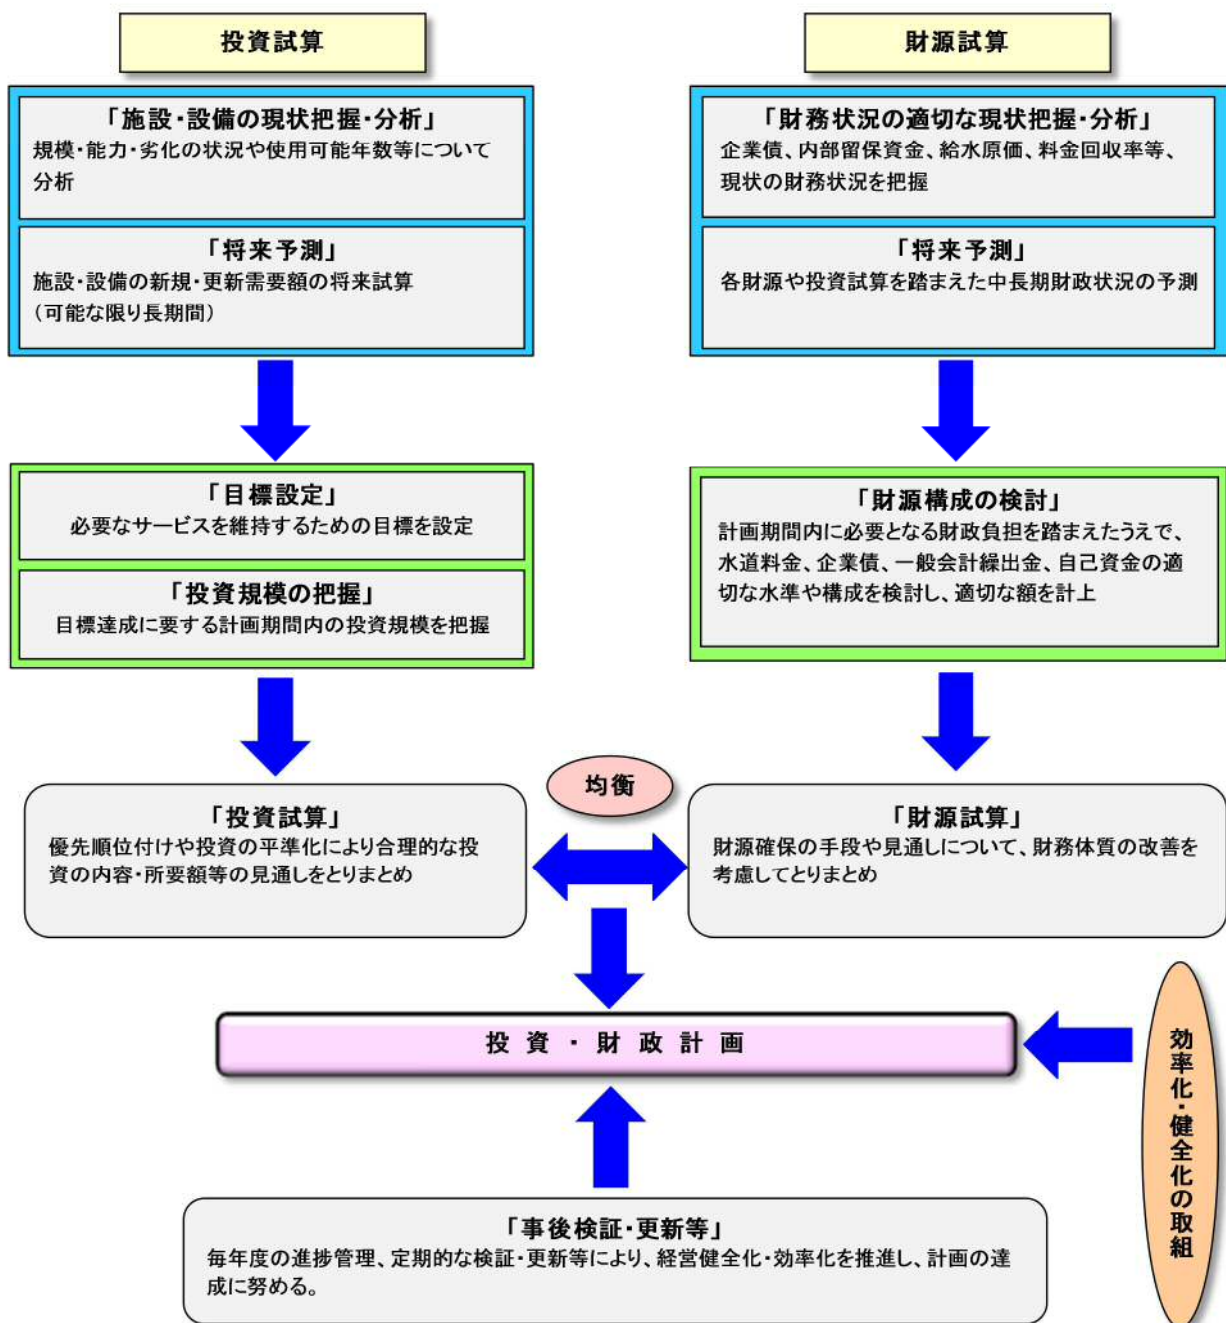 投資試算
「施設・設備の現状把握・分析」
規模・能力・劣化の状況や使用可能年数等について
分析
「将来予測」
施設・設備の新規・更新需要額の将来試算
（可能な限り長期間）
「目標設定」
必要なサービスを維持するための目標を設定
「投資規模の把握」
目標達成に要する計画期間内の投資規模を把握
「投資試算」
優先順位付けや投資の平準化により合理的な投
資の内容・所要額等の見通しをとりまとめ
財源試算
「財務状況の適切な現状把握・分析」
企業債、内部留保資金、給水原価、料金回収率等、
現状の財務状況を把握
「将来予測」
各財源や投資試算を踏まえた中長期財政状況の予測
「財源構成の検討」
計画期間内に必要となる財政負担を踏まえたうえで、
水道料金、企業債、一般会計繰出金、自己資金の適
切な水準や構成を検討し、適切な額を計上
「財源試算」
財源確保の手段や見通しについて、財務体質の改善を
考慮してとりまとめ
均衡
投資・財政計画
効率化・健全化の取組
「事後検証・更新等」
毎年度の進捗管理、定期的な検証・更新等により、経営健全化・効率化を推進し、計画の達
成に努める。